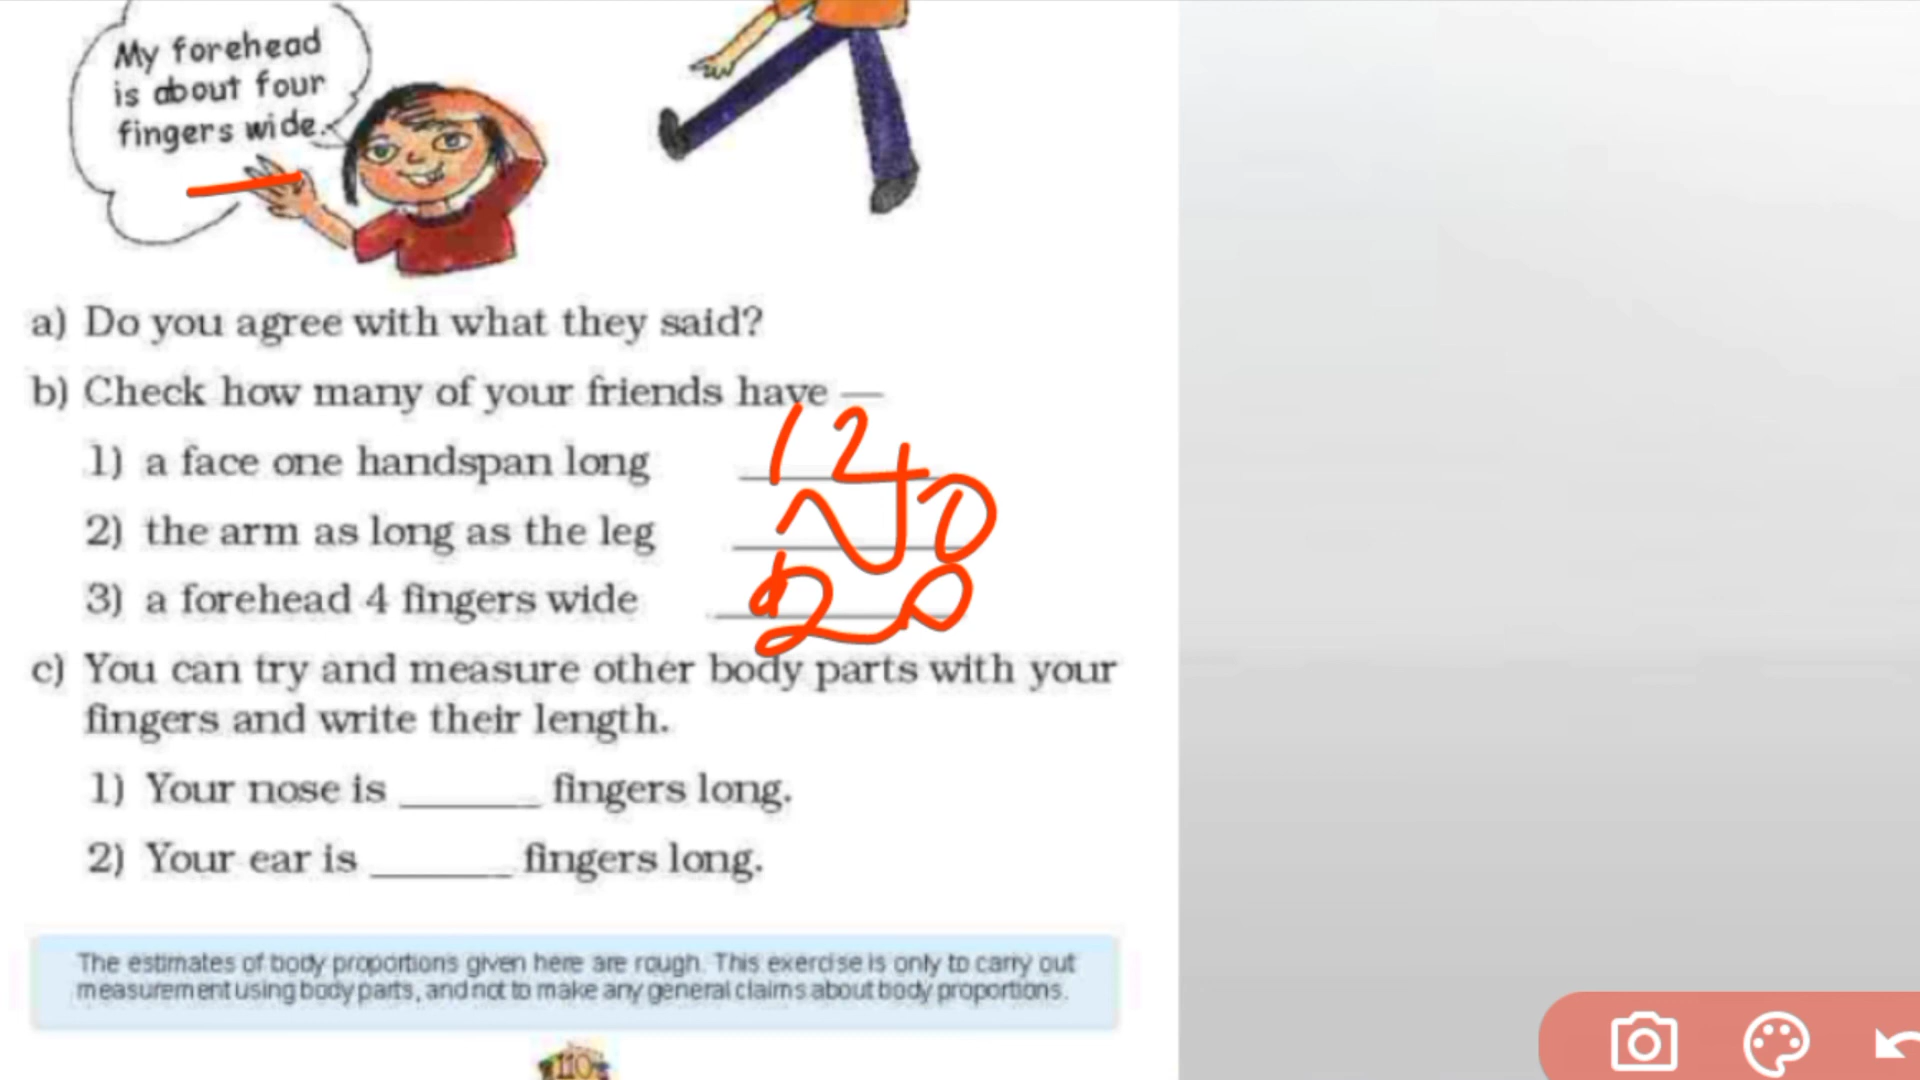 My forehead
is about four
fingers wide.
a) Do you agree with what they said?
b) Check how many of your friends have —
1) a face one handspan long 12
2) the arm as long as the leg
3) a forehead 4 fingers wide 20
c) You can try and measure other body parts with your
fingers and write their length.
1) Your nose is ______ fingers long.
2) Your ear is ______ fingers long.
The estimates of body proportions given here are rough. This exercise is only to carry out
measurement using body parts, and not to make any general claims about body proportions.
110